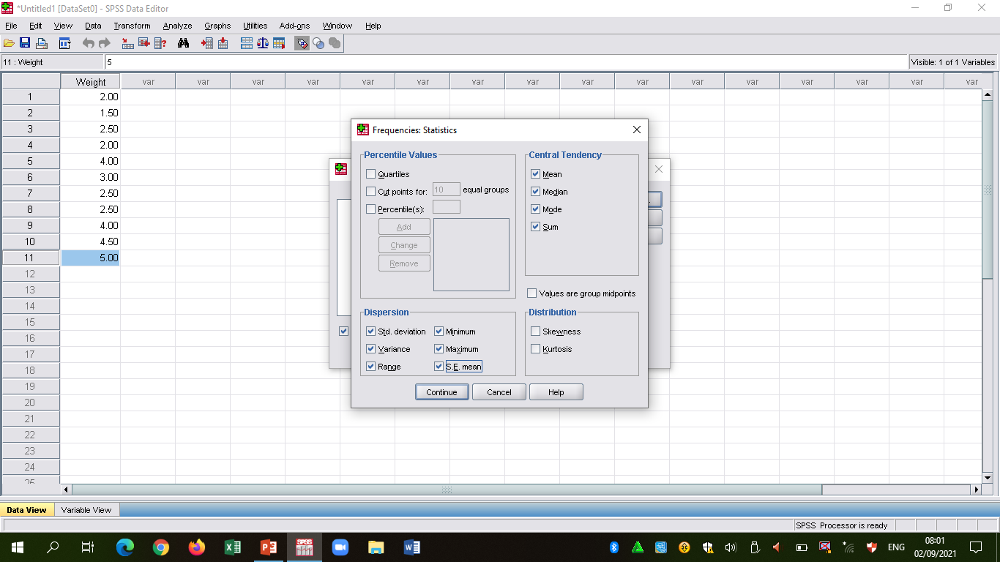 *Untitled1 [DataSet0] - SPSS Data Editor
File Edit View Data Transform Analyze Graphs Utilities Add-ons Window Help
11 : Weight 5 Visible: 1 of 1 Variables
Weight var var var var var var var var var var var var var var var var
1 2.00
2 1.50
3 2.50
4 2.00
5 4.00
6 3.00
7 2.50
8 2.50
9 4.00
10 4.50
11 5.00
12
13
14
15
16
17
18
19
20
21
22
23
24
25
Frequencies: Statistics
Percentile Values
Quartiles
Cut points for: 10 equal groups
Percentile(s):
Add
Change
Remove
Central Tendency
Mean
Median
Mode
Sum
Values are group midpoints
Dispersion
Std. deviation Minimum
Variance Maximum
Range S.E. mean
Distribution
Skewness
Kurtosis
Continue Cancel Help
Data View Variable View
SPSS Processor is ready
SPSS
ENG
08:01
02/09/2021